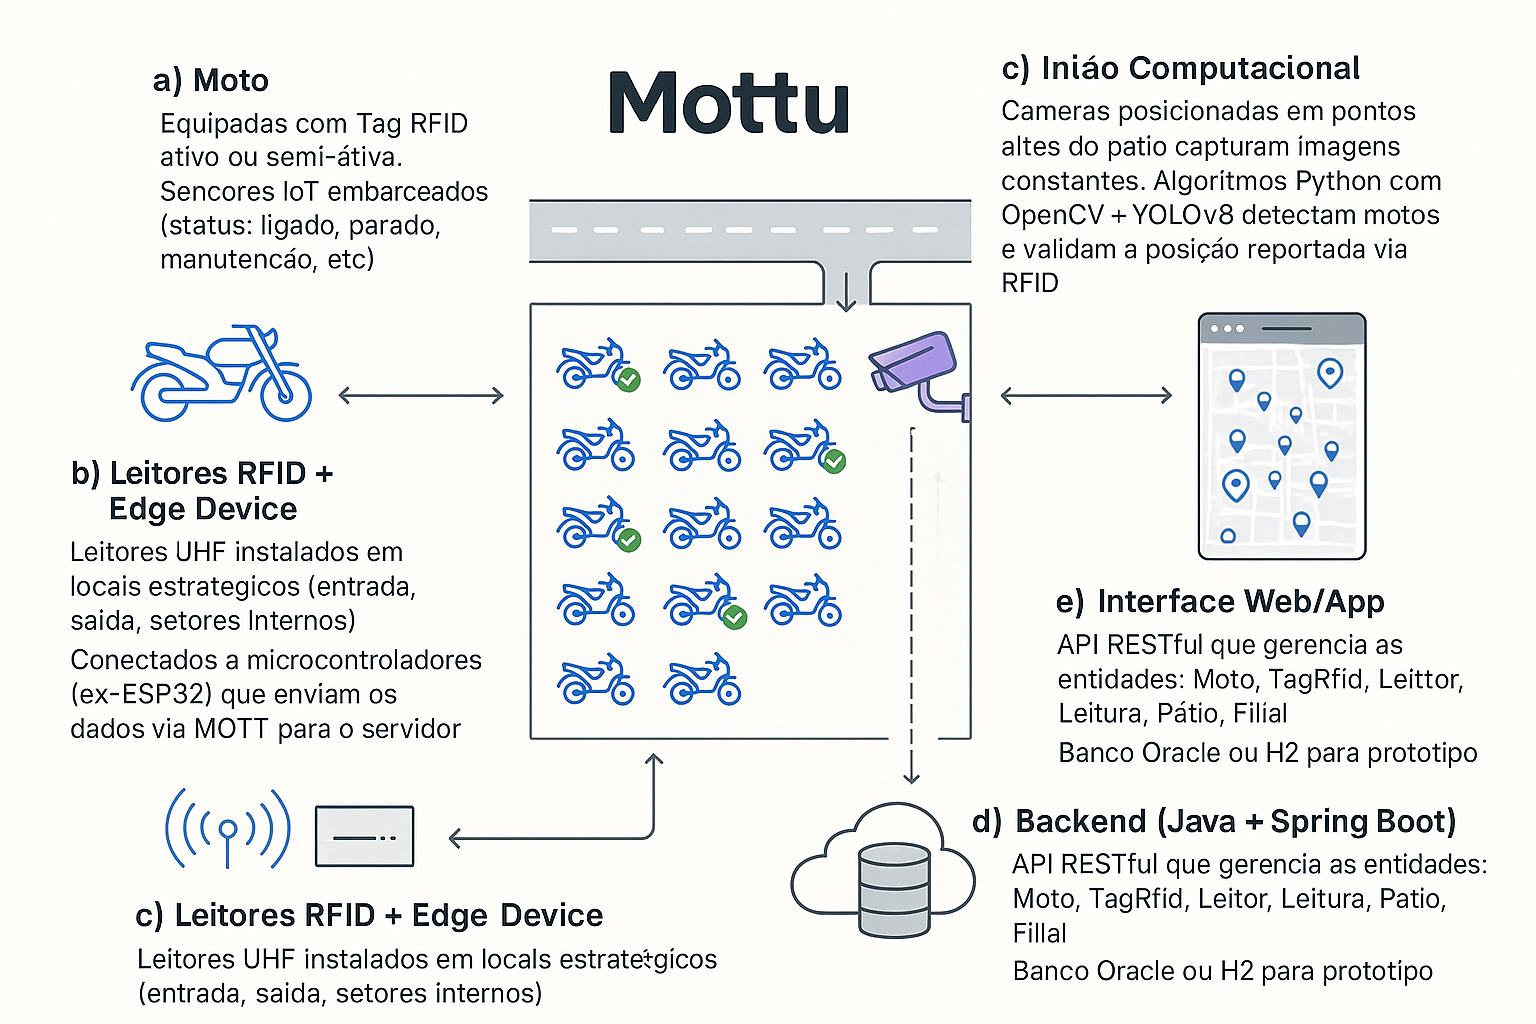 Mottu
a) Moto
Equipadas com Tag RFID
ativo ou semi-átiva.
Sencores IoT embarceados
(status: ligado, parado,
manutencáo, etc)
b) Leitores RFID +
Edge Device
Leitores UHF instalados em
locais estrategicos (entrada,
saida, setores Internos)
Conectados a microcontroladores
(ex-ESP32) que enviam os
dados via MOTT para o servidor
c) Leitores RFID + Edge Device
Leitores UHF instalados em locals estrategícos
(entrada, saida, setores internos)
c) Iniáo Computacional
Cameras posicionadas em pontos
altes do patio capturam imagens
constantes. Algorítmos Python com
OpenCV + YOLOv8 detectam motos
e validam a posiçáo reportada via
RFID
e) Interface Web/App
API RESTful que gerencia as
entidades: Moto, TagRfíd, Leittor,
Leitura, Pátio, Filíal
Banco Oracle ou H2 para prototipo
d) Backend (Java + Spring Boot)
API RESTful que gerencia as entidades:
Moto, TagRfíd, Leitor, Leitura, Patio,
Fillal
Banco Oracle ou H2 para prototípo